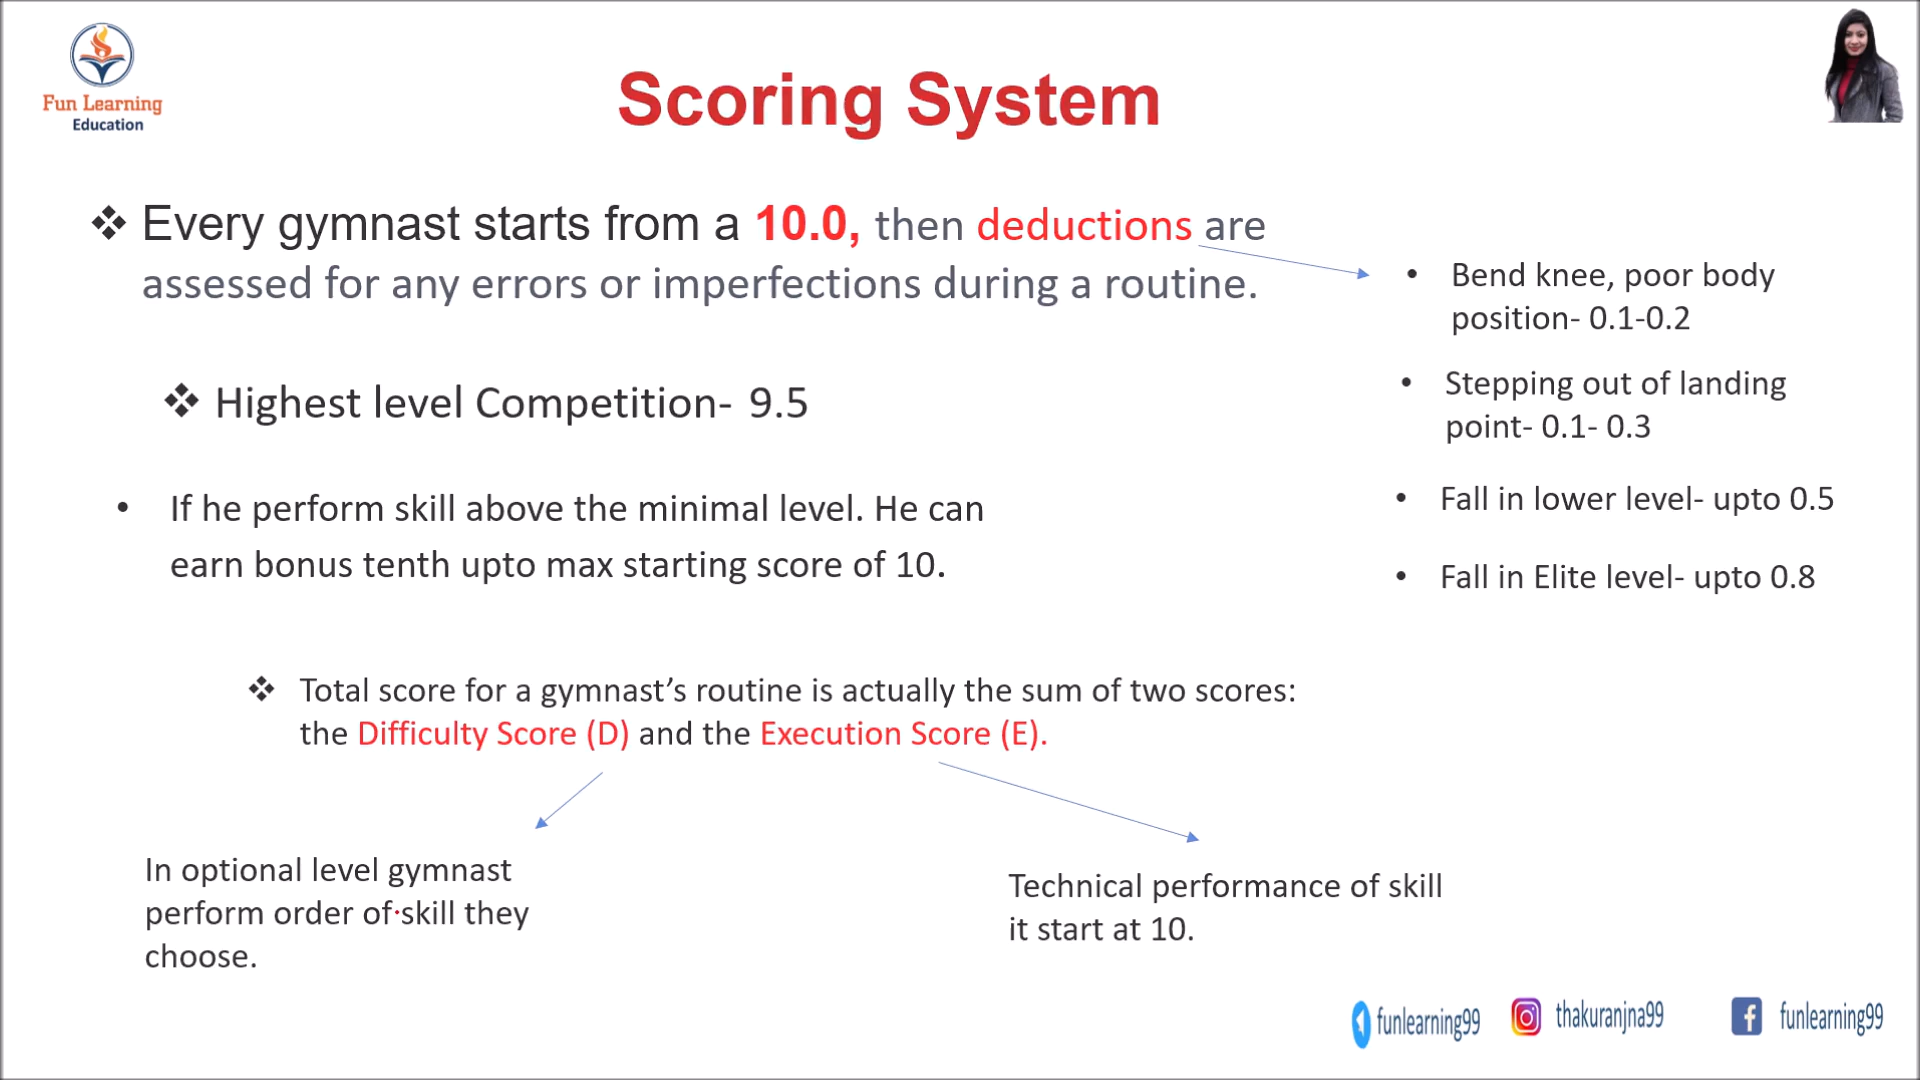 Fun Learning
Education
Scoring System
❖ Every gymnast starts from a 10.0, then deductions are
assessed for any errors or imperfections during a routine.
• Bend knee, poor body
position- 0.1-0.2
• Stepping out of landing
point- 0.1- 0.3
• Fall in lower level- upto 0.5
• Fall in Elite level- upto 0.8
❖ Highest level Competition- 9.5
• If he perform skill above the minimal level. He can
earn bonus tenth upto max starting score of 10.
❖ Total score for a gymnast’s routine is actually the sum of two scores:
the Difficulty Score (D) and the Execution Score (E).
In optional level gymnast
perform order of skill they
choose.
Technical performance of skill
it start at 10.
funlearning99
thakuranjna99
funlearning99